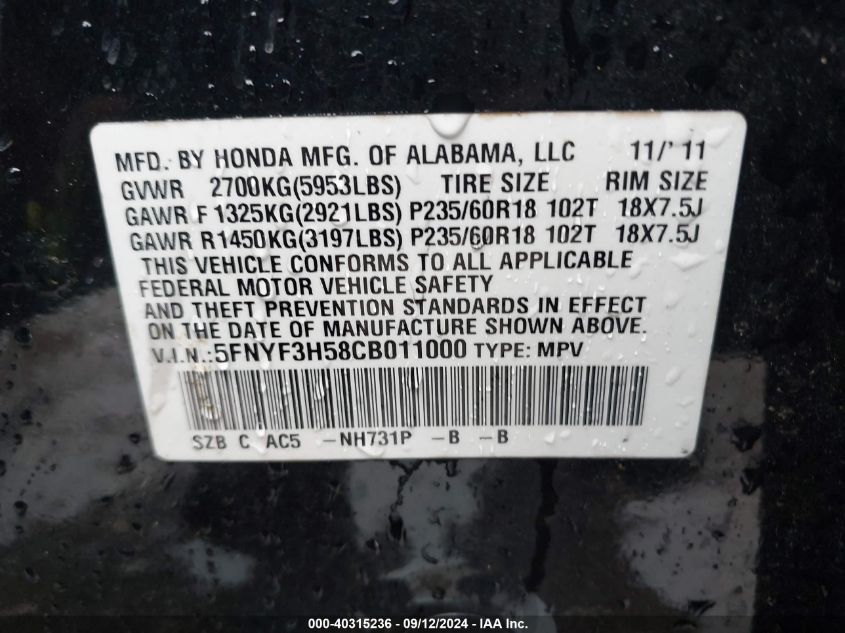 MFD. BY HONDA MFG. OF ALABAMA, LLC 11/'11
GVWR 2700KG(5953LBS) TIRE SIZE RIM SIZE
GAWR F 1325KG(2921LBS) P235/60R18 102T 18X7.5J
GAWR R1450KG(3197LBS) P235/60R18 102T 18X7.5J
THIS VEHICLE CONFORMS TO ALL APPLICABLE
FEDERAL MOTOR VEHICLE SAFETY
AND THEFT PREVENTION STANDARDS IN EFFECT
ON THE DATE OF MANUFACTURE SHOWN ABOVE.
V.I.N.:5FNYF3H58CB011000 TYPE: MPV
SZB C AC5 -NH731P -B -B
000-40315236 - 09/12/2024 - IAAI.COM